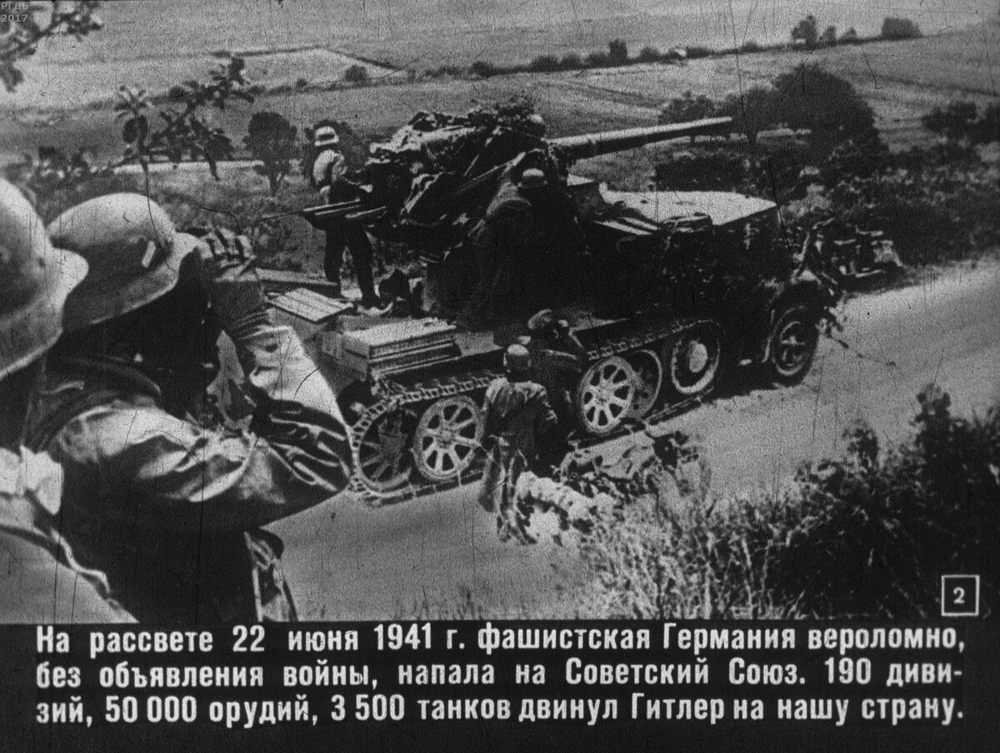 РГДБ
2017
2
На рассвете 22 июня 1941 г. фашистская Германия вероломно,
без объявления войны, напала на Советский Союз. 190 диви-
зий, 50 000 орудий, 3 500 танков двинул Гитлер на нашу страну.